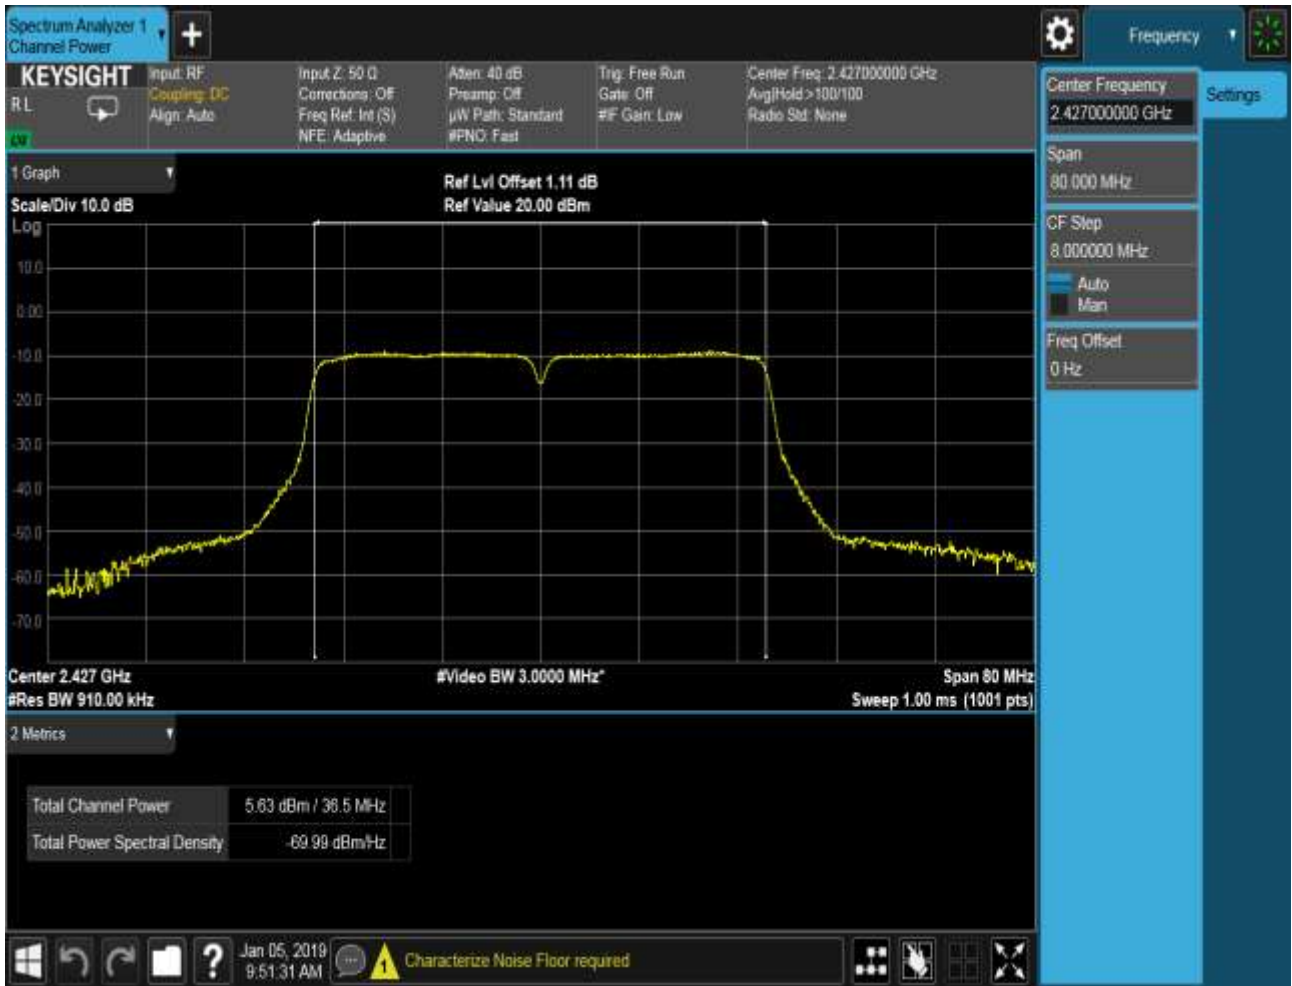 Spectrum Analyzer 1
Channel Power
+
Frequency
KEYSIGHT
RL
LXI
Input: RF
Coupling: DC
Align: Auto
Input Z: 50 Ω
Corrections: Off
Freq Ref: Int (S)
NFE: Adaptive
Atten: 40 dB
Preamp: Off
µW Path: Standard
#PNO: Fast
Trig: Free Run
Gate: Off
#IF Gain: Low
Center Freq: 2.427000000 GHz
Avg|Hold >100/100
Radio Std: None
Center Frequency
2.427000000 GHz
Settings
Span
80.000 MHz
CF Step
8.000000 MHz
Auto
Man
Freq Offset
0 Hz
1 Graph
Scale/Div 10.0 dB
Ref Lvl Offset 1.11 dB
Ref Value 20.00 dBm
Log
10.0
0.00
-10.0
-20.0
-30.0
-40.0
-50.0
-60.0
-70.0
Center 2.427 GHz
#Video BW 3.0000 MHz*
Span 80 MHz
#Res BW 910.00 kHz
Sweep 1.00 ms (1001 pts)
2 Metrics
Total Channel Power 5.63 dBm / 36.5 MHz
Total Power Spectral Density -69.99 dBm/Hz
?
Jan 05, 2019
9:51:31 AM
1
Characterize Noise Floor required